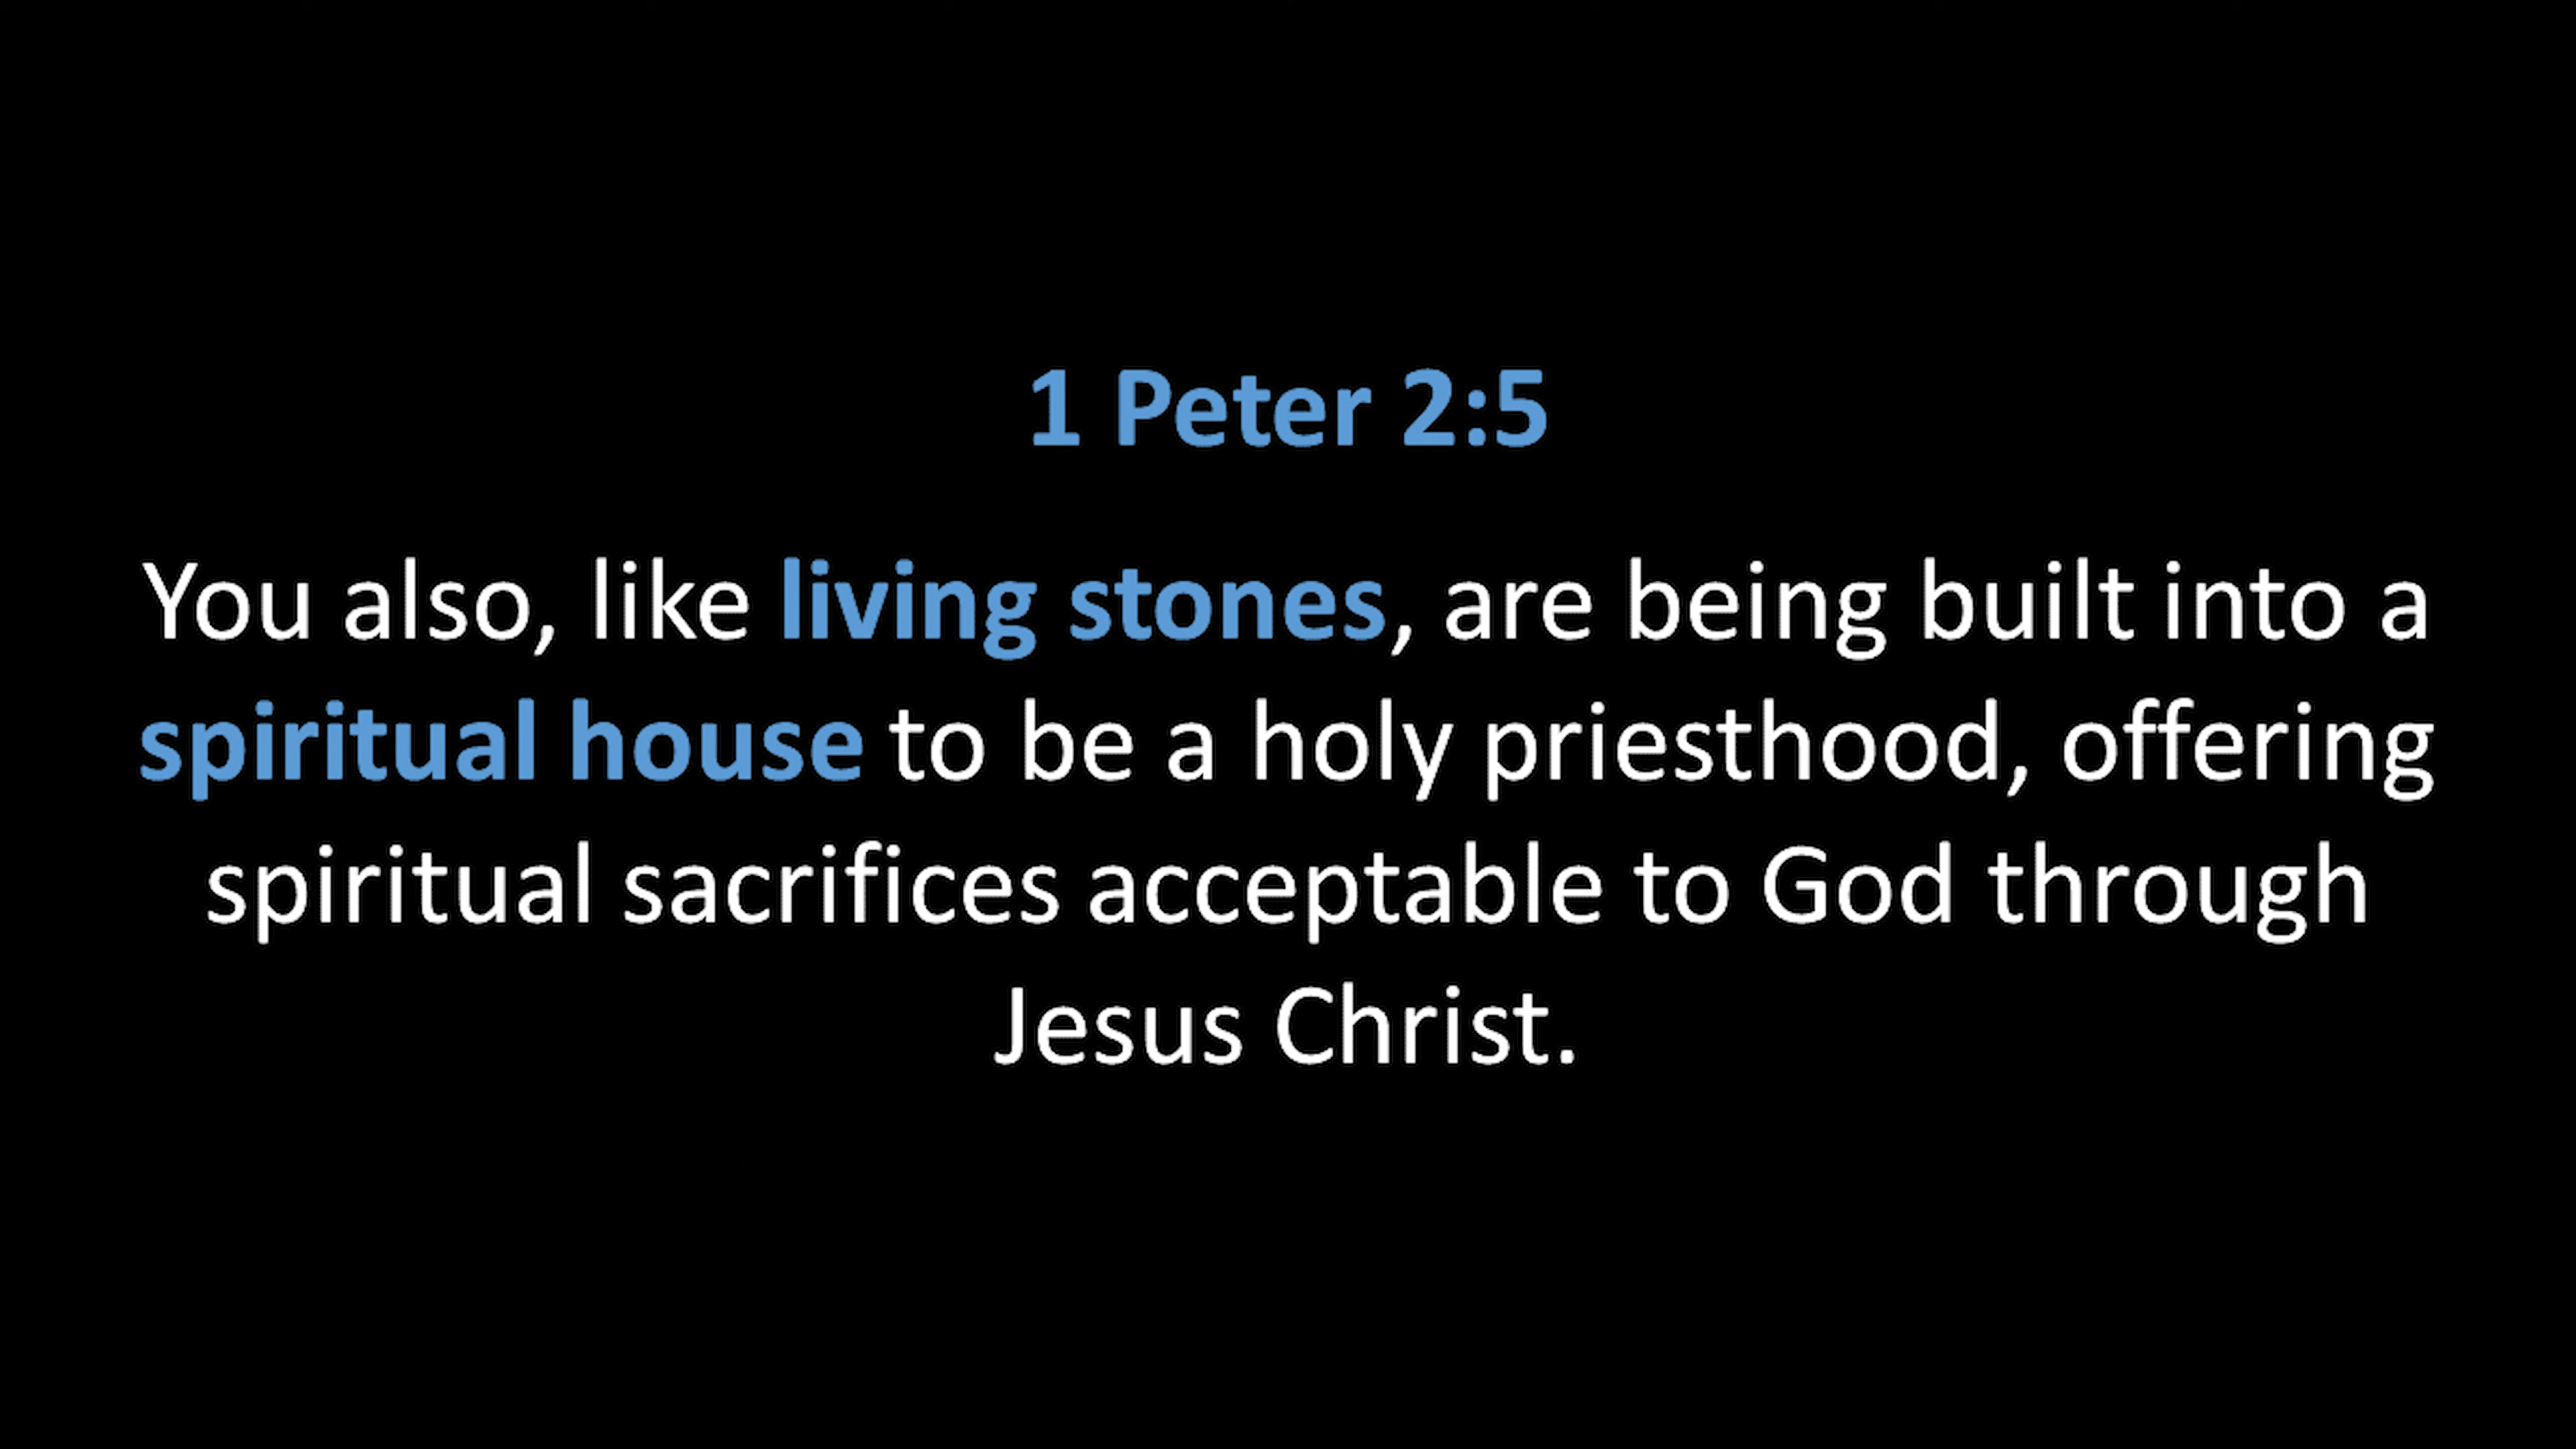 1 Peter 2:5
You also, like living stones, are being built into a
spiritual house to be a holy priesthood, offering
spiritual sacrifices acceptable to God through
Jesus Christ.